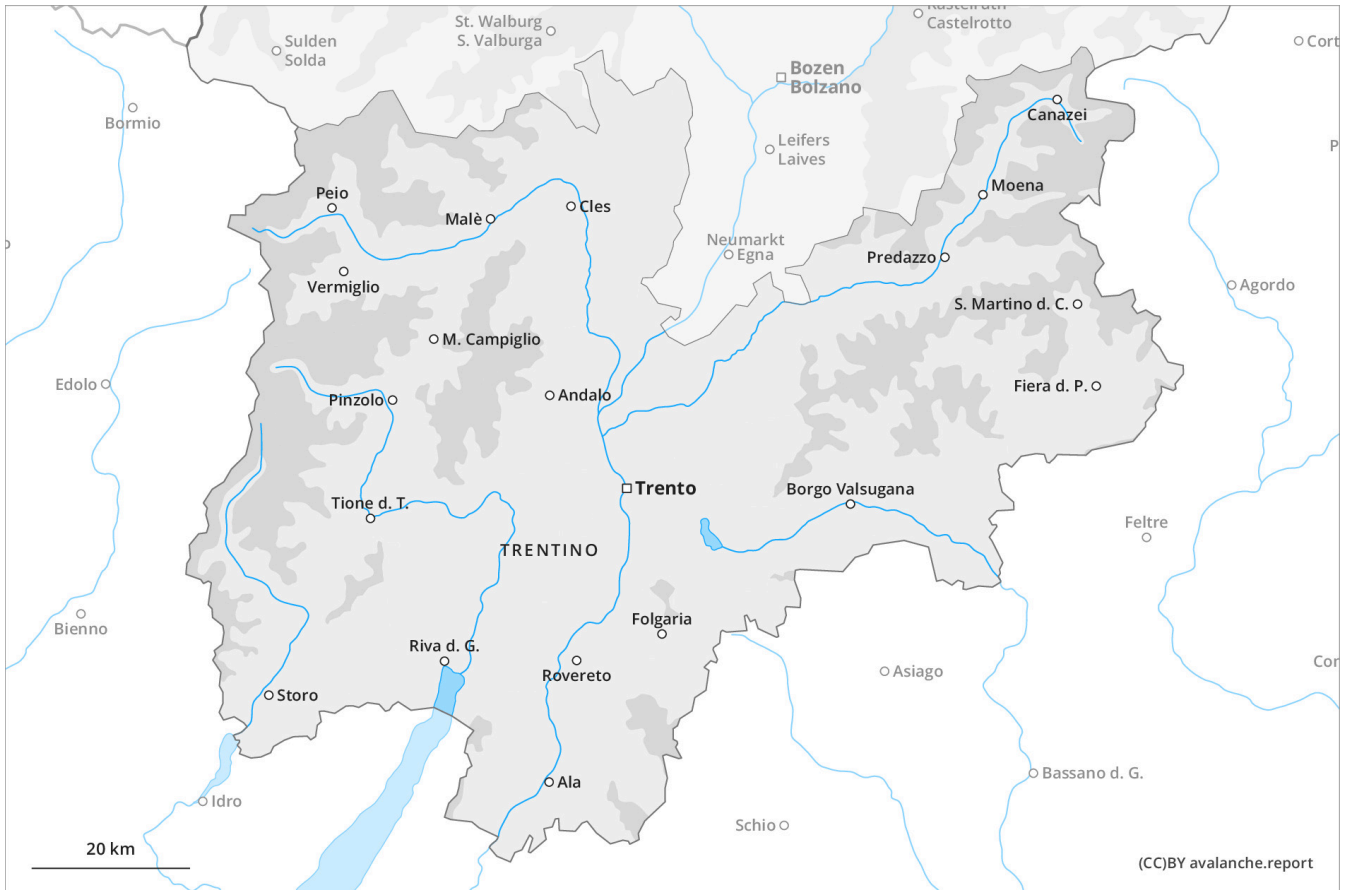 Kastelruth
Castelrotto
St. Walburg
S. Valburga
Sulden
Solda
Cort
Bozen
Bolzano
Bormio
Canazei
Leifers
Laives
P
Moena
Peio
Malè
Cles
Neumarkt
Egna
Predazzo
Vermiglio
Agordo
S. Martino d. C.
M. Campiglio
Edolo
Fiera d. P.
Pinzolo
Andalo
Trento
Borgo Valsugana
Tione d. T.
Feltre
TRENTINO
Bienno
Folgaria
Riva d. G.
Rovereto
Asiago
Cor
Storo
Ala
Bassano d. G.
Idro
Schio
20 km
(CC)BY avalanche.report